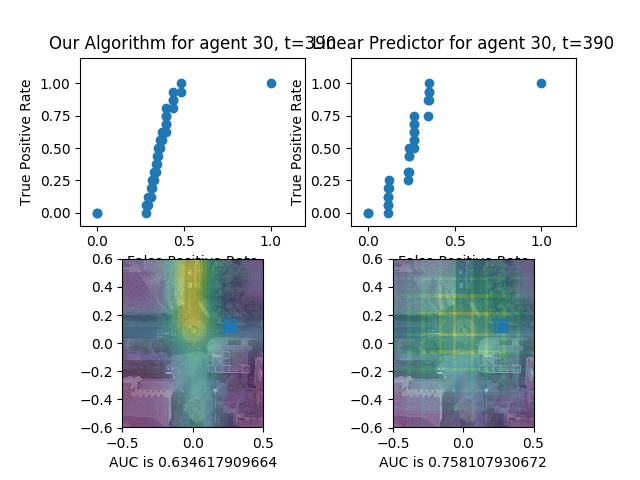 Our Algorithm for agent 30, t=390
Linear Predictor for agent 30, t=390
True Positive Rate
1.00
0.75
0.50
0.25
0.00
0.0 0.5 1.0
False Positive Rate
True Positive Rate
1.00
0.75
0.50
0.25
0.00
0.0 0.5 1.0
False Positive Rate
0.6
0.4
0.2
0.0
−0.2
−0.4
−0.6
−0.5 0.0 0.5
AUC is 0.634617909664
0.6
0.4
0.2
0.0
−0.2
−0.4
−0.6
−0.5 0.0 0.5
AUC is 0.758107930672